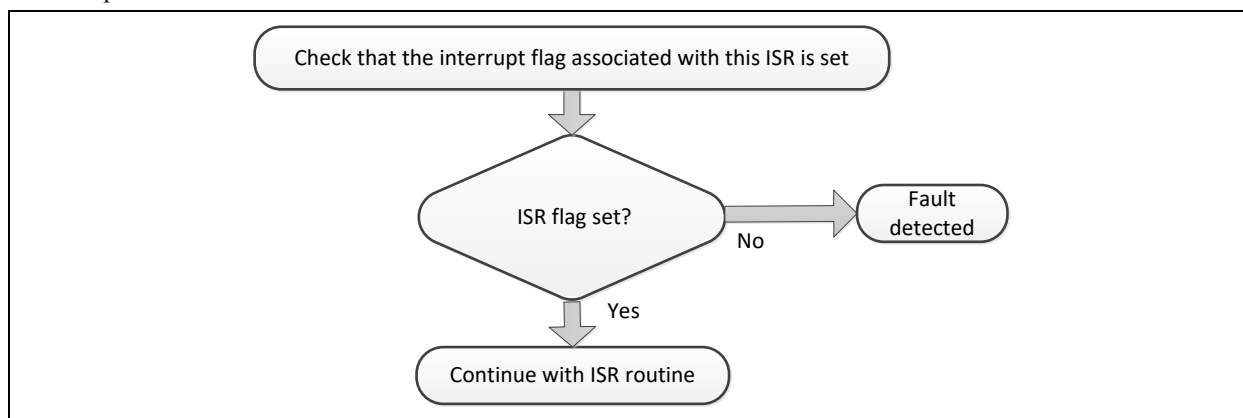 Check that the interrupt flag associated with this ISR is set
ISR flag set?
Fault
detected
No
Yes
Continue with ISR routine